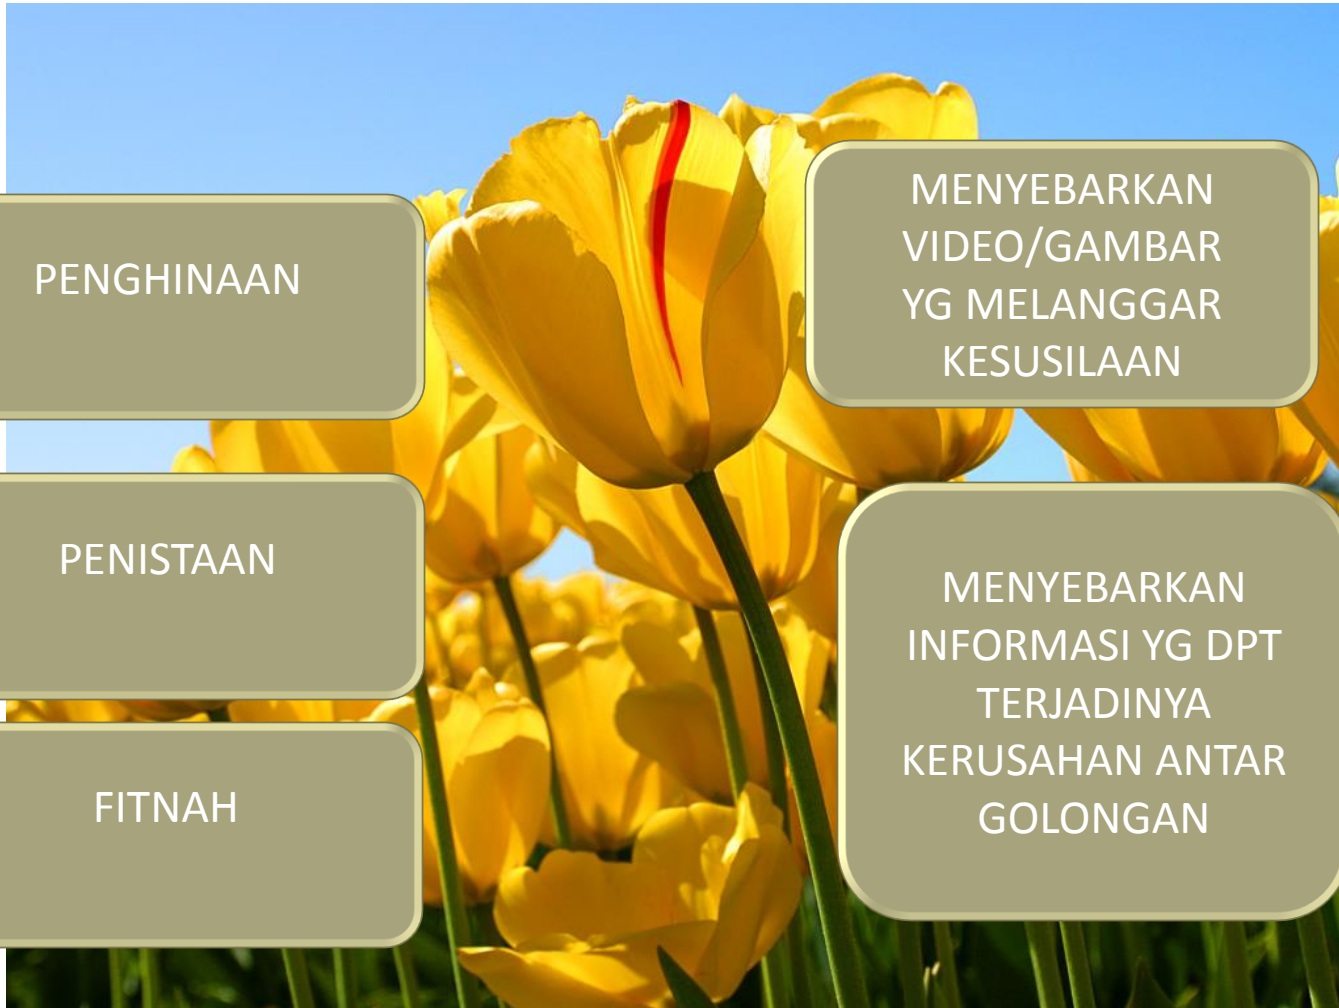 PENGHINAAN
PENISTAAN
FITNAH
MENYEBARKAN
VIDEO/GAMBAR
YG MELANGGAR
KESUSILAAN
MENYEBARKAN
INFORMASI YG DPT
TERJADINYA
KERUSAHAN ANTAR
GOLONGAN